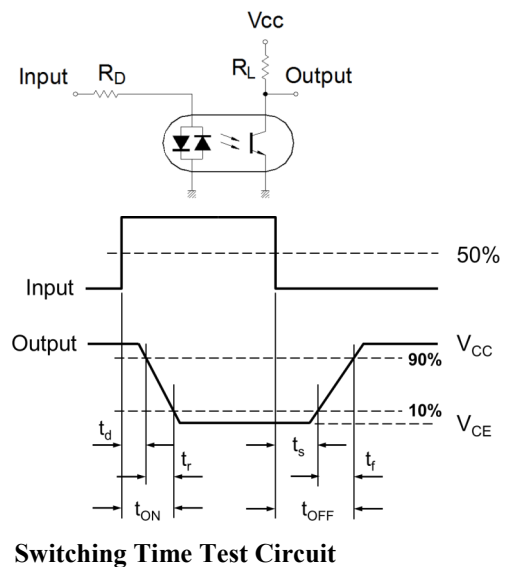 Vcc
Input R_D R_L Output
50%
Input
Output V_CC
90%
10%
V_CE
t_d t_r t_s t_f
t_ON t_OFF
Switching Time Test Circuit